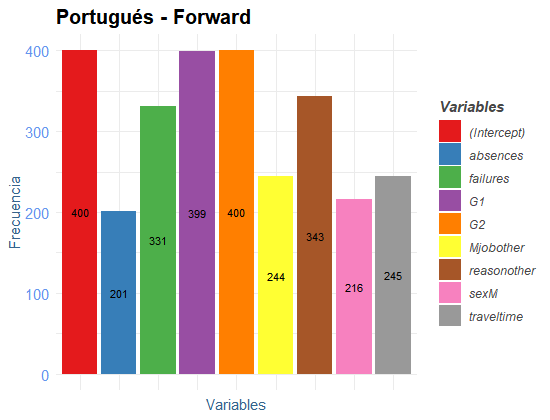 Portugués - Forward
400
300
200
100
0
Frecuencia
400
201
331
399
400
244
343
216
245
Variables
Variables
(Intercept)
absences
failures
G1
G2
Mjobother
reasonother
sexM
traveltime